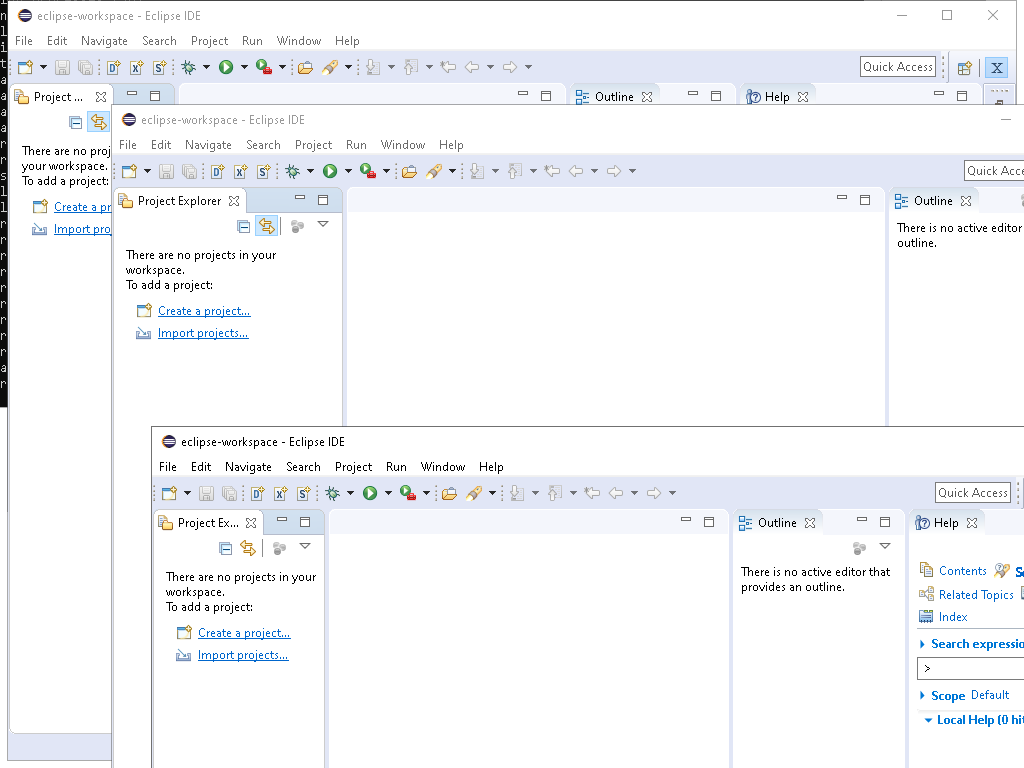 eclipse-workspace - Eclipse IDE
File Edit Navigate Search Project Run Window Help
Quick Access
Project ...
Outline
Help
There are no proj
your workspace.
To add a project:
Create a pr
Import pro
eclipse-workspace - Eclipse IDE
File Edit Navigate Search Project Run Window Help
Quick Acce
Project Explorer
Outline
There are no projects in your
workspace.
To add a project:
Create a project...
Import projects...
There is no active editor
outline.
eclipse-workspace - Eclipse IDE
File Edit Navigate Search Project Run Window Help
Quick Access
Project Ex...
Outline
Help
There are no projects in your
workspace.
To add a project:
Create a project...
Import projects...
There is no active editor that
provides an outline.
Contents
Related Topics
Index
Search expressio
>
Scope Default
Local Help (0 hit